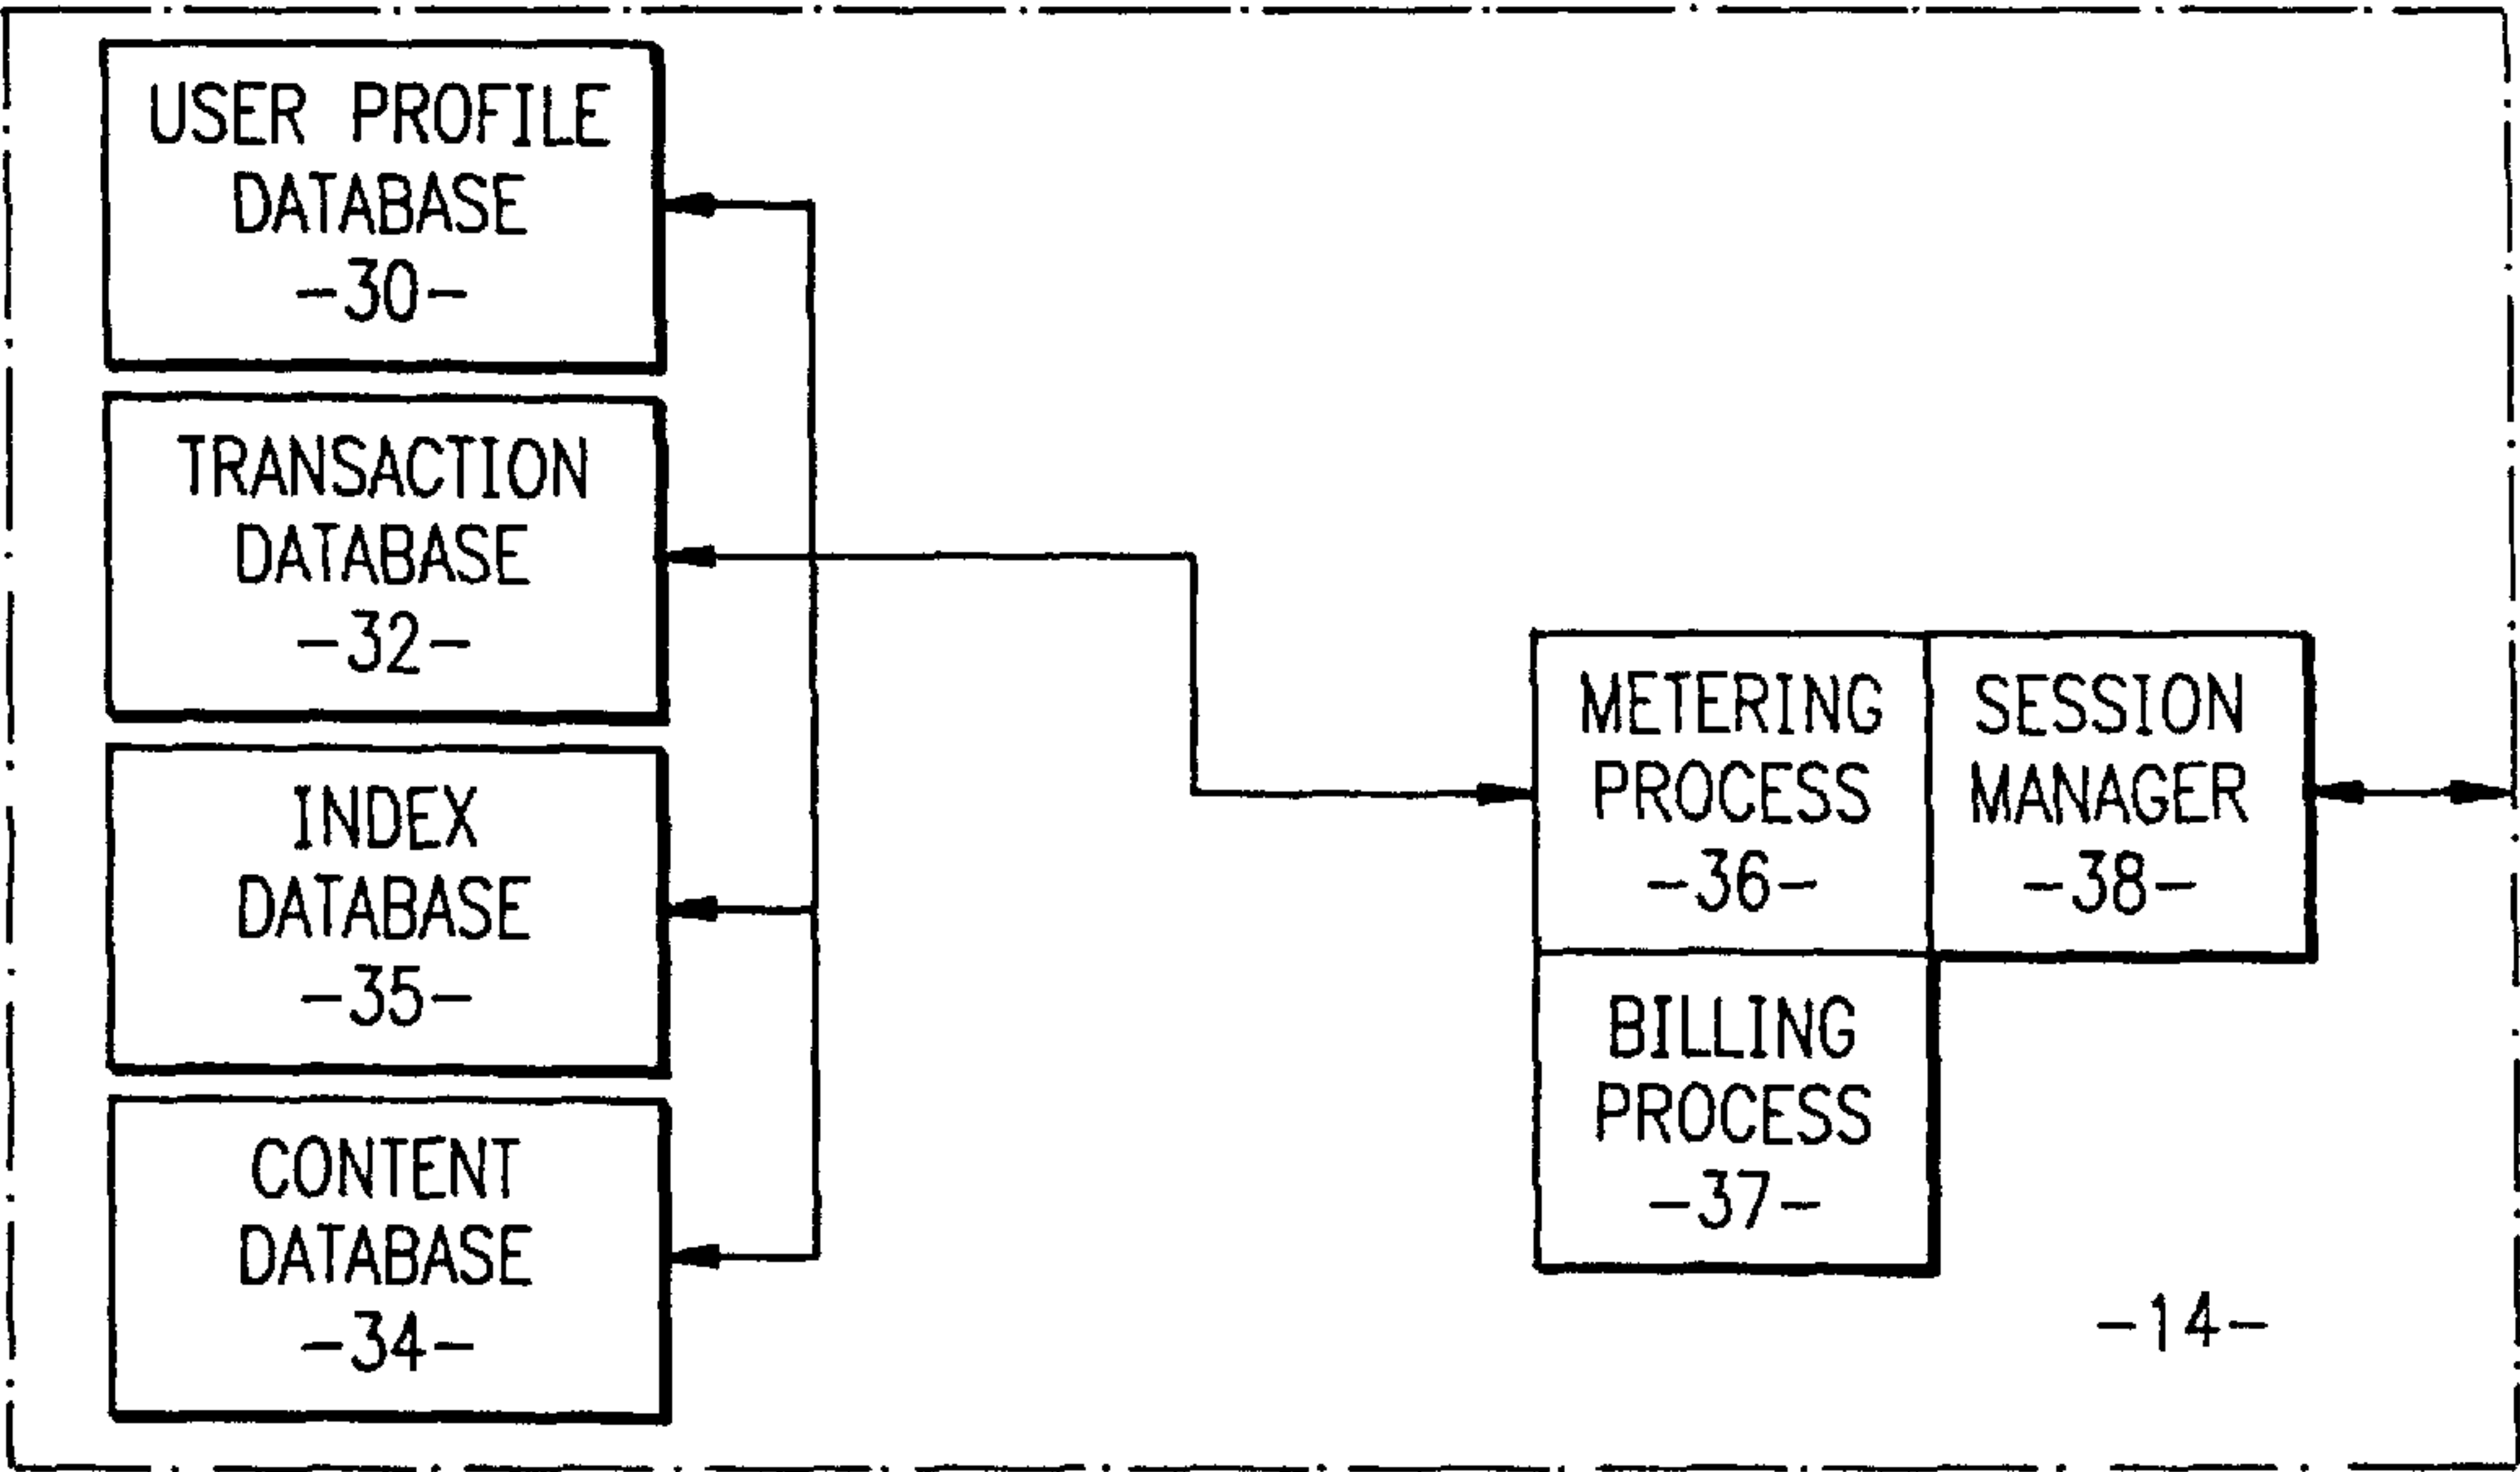 USER PROFILE
DATABASE
-30-
TRANSACTION
DATABASE
-32-
INDEX
DATABASE
-35-
CONTENT
DATABASE
-34-
METERING
PROCESS
-36-
SESSION
MANAGER
-38-
BILLING
PROCESS
-37-
-14-